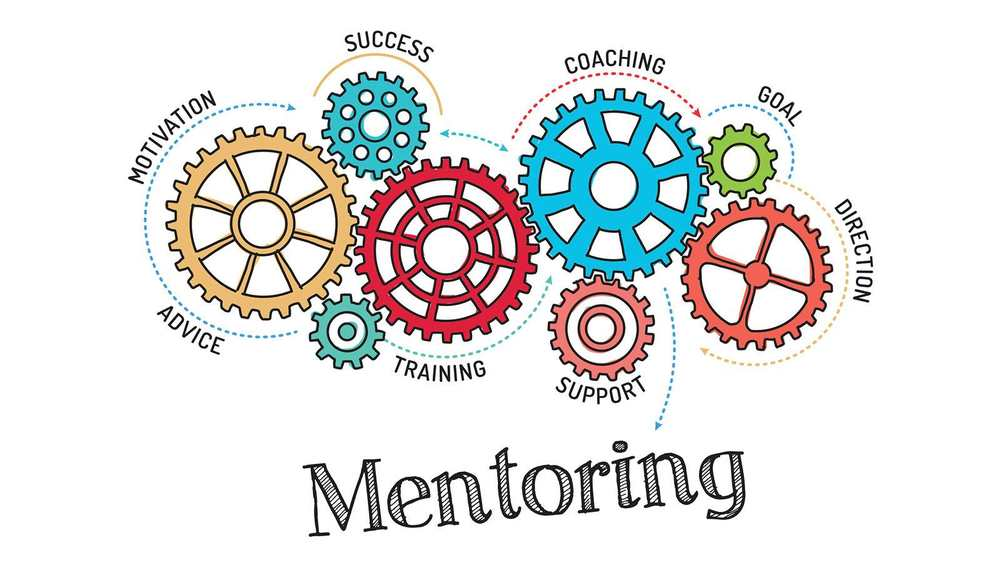 SUCCESS
COACHING
MOTIVATION
GOAL
DIRECTION
ADVICE
TRAINING
SUPPORT
Mentoring